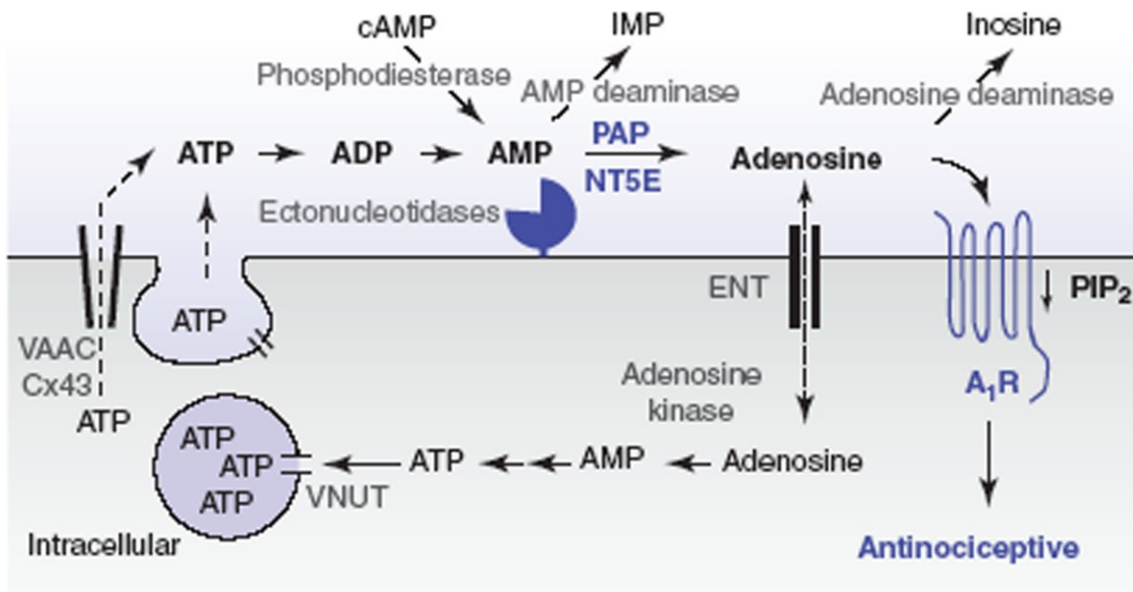 cAMP
IMP
Inosine
Phosphodiesterase
AMP deaminase
Adenosine deaminase
ATP
ADP
AMP
PAP
NT5E
Adenosine
Ectonucleotidases
ENT
PIP2
ATP
VAAC
Cx43
ATP
Adenosine
kinase
A1R
ATP
ATP
ATP
VNUT
ATP
AMP
Adenosine
Intracellular
Antinociceptive